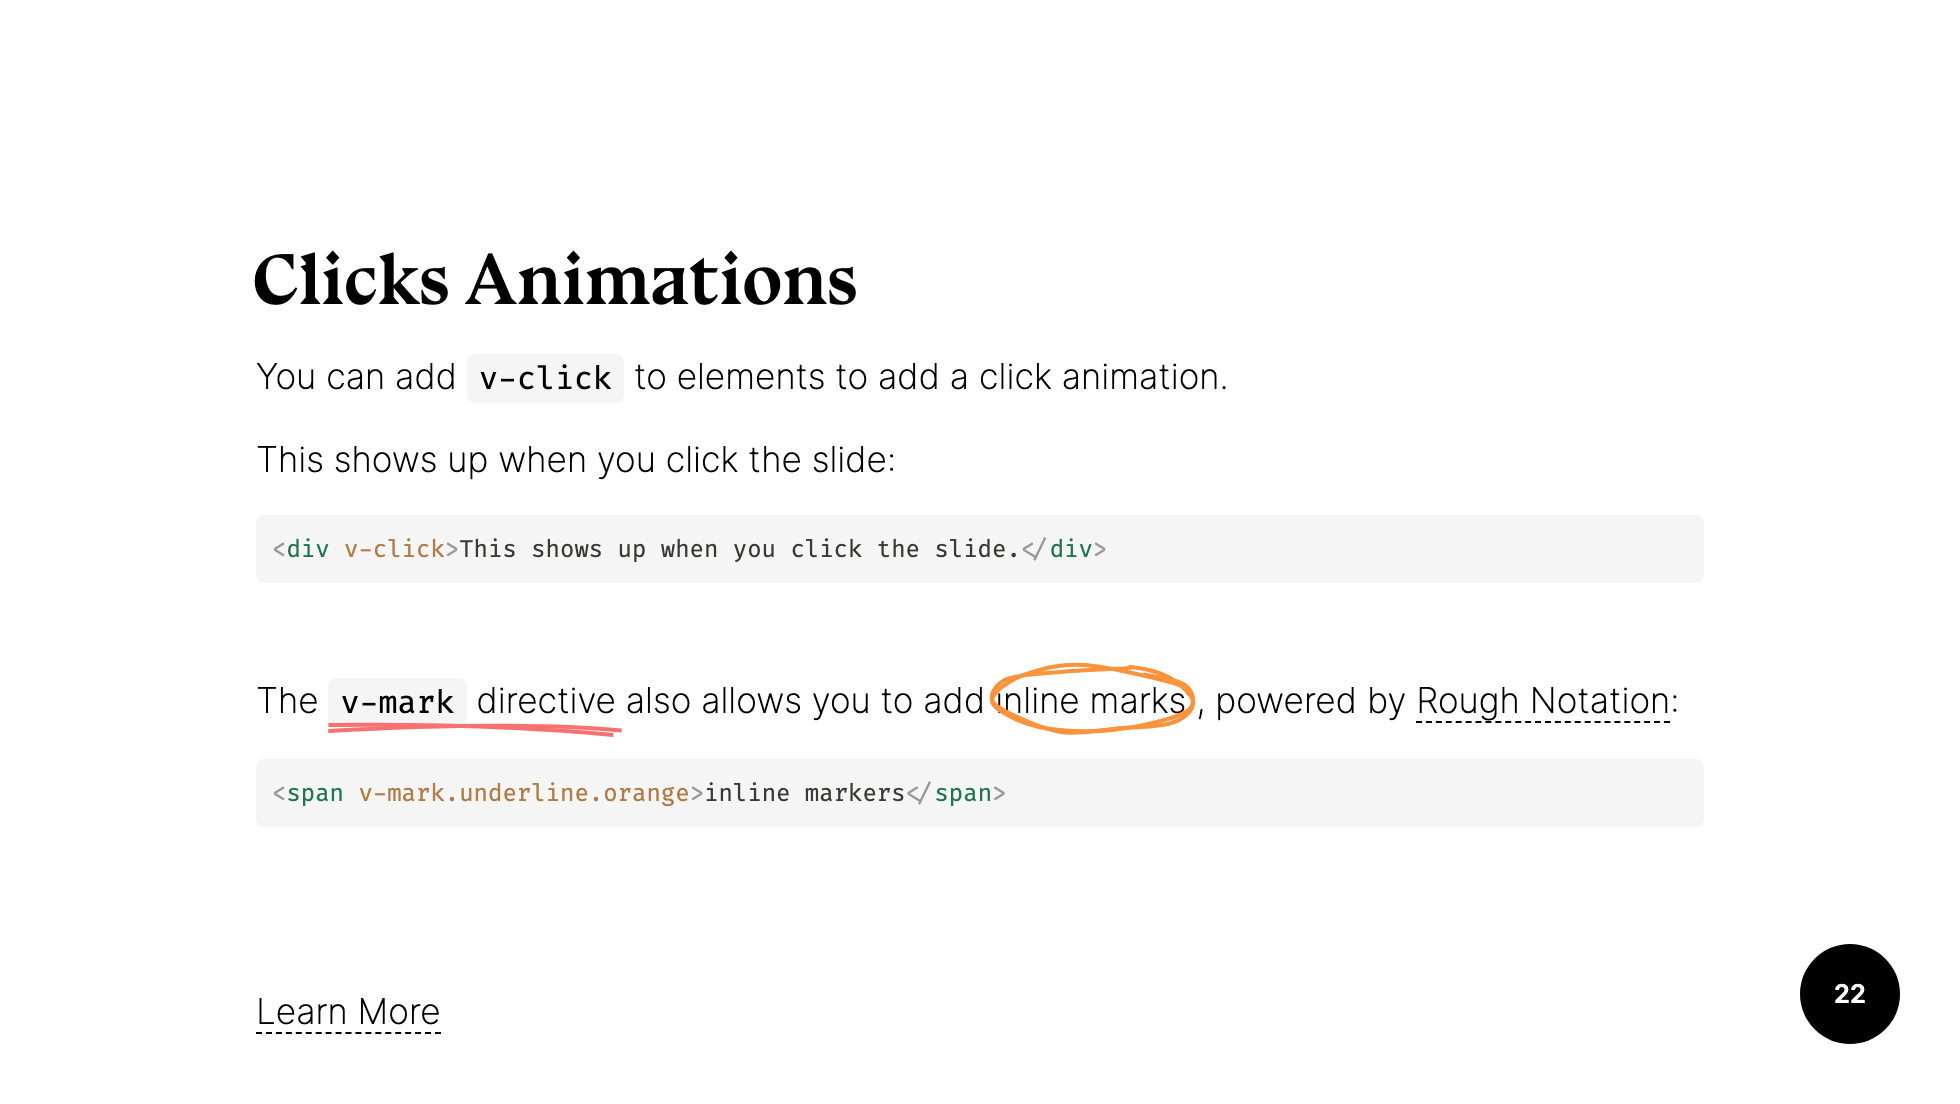 Clicks Animations
You can add v-click to elements to add a click animation.
This shows up when you click the slide:
<div v-click>This shows up when you click the slide.</div>
The v-mark directive also allows you to add inline marks , powered by Rough Notation:
<span v-mark.underline.orange>inline markers</span>
Learn More
22